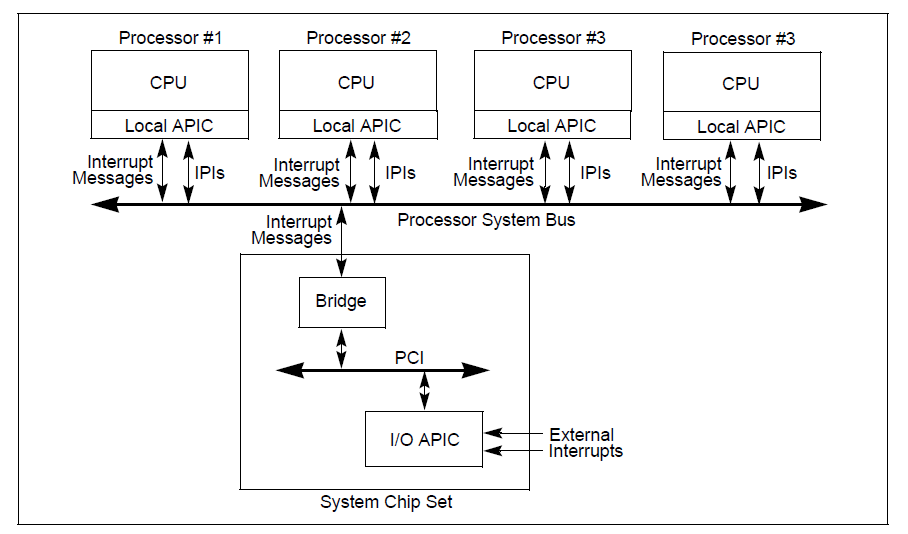 Processor #1
Processor #2
Processor #3
Processor #3
CPU
CPU
CPU
CPU
Local APIC
Local APIC
Local APIC
Local APIC
Interrupt
Messages
IPIs
Interrupt
Messages
IPIs
Interrupt
Messages
IPIs
Interrupt
Messages
IPIs
Processor System Bus
Interrupt
Messages
Bridge
PCI
I/O APIC
External
Interrupts
System Chip Set